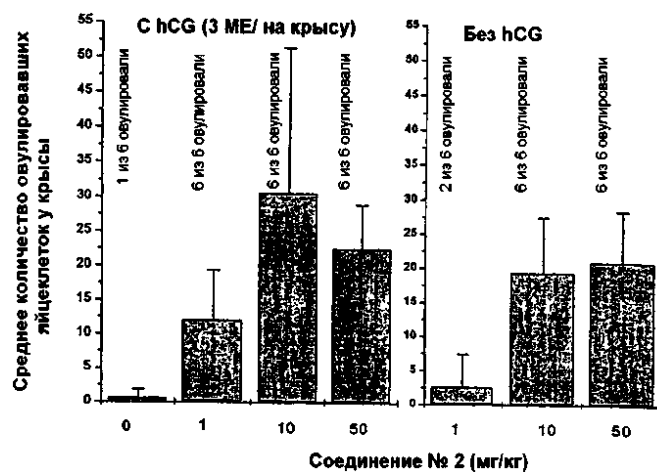 С hCG (3 МЕ/ на крысу)
Без hCG
Среднее количество овулировавших
яйцеклеток у крысы
55
50
45
40
35
30
25
20
15
10
5
0
1 из 6 овулировали
6 из 6 овулировали
6 из 6 овулировали
6 из 6 овулировали
0
1
10
50
55
50
45
40
35
30
25
20
15
10
5
0
2 из 6 овулировали
6 из 6 овулировали
6 из 6 овулировали
1
10
50
Соединение № 2 (мг/кг)